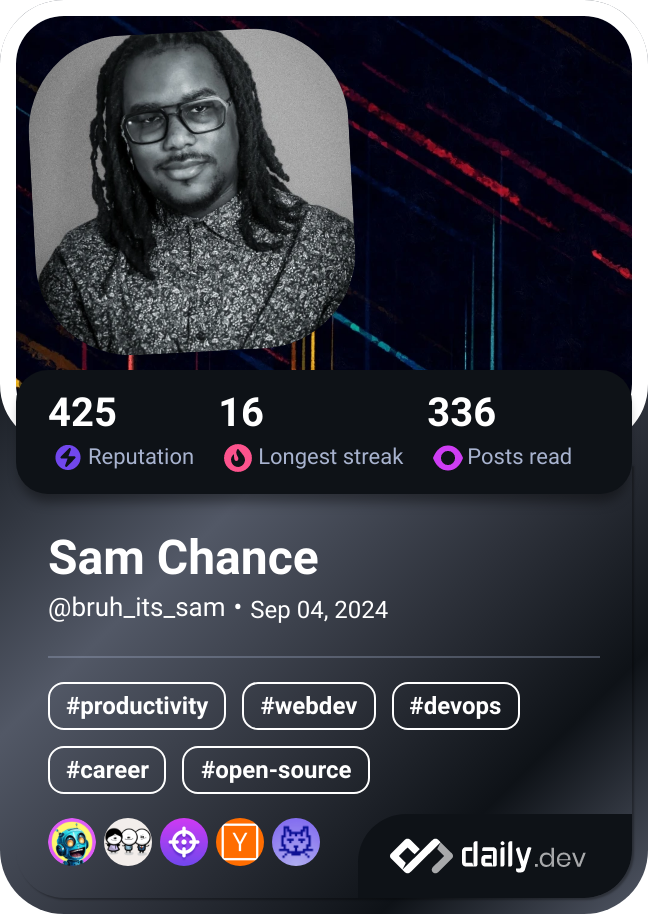 425 16 336
Reputation Longest streak Posts read
Sam Chance
@bruh_its_sam • Sep 04, 2024
#productivity #webdev #devops
#career #open-source
Y
daily.dev